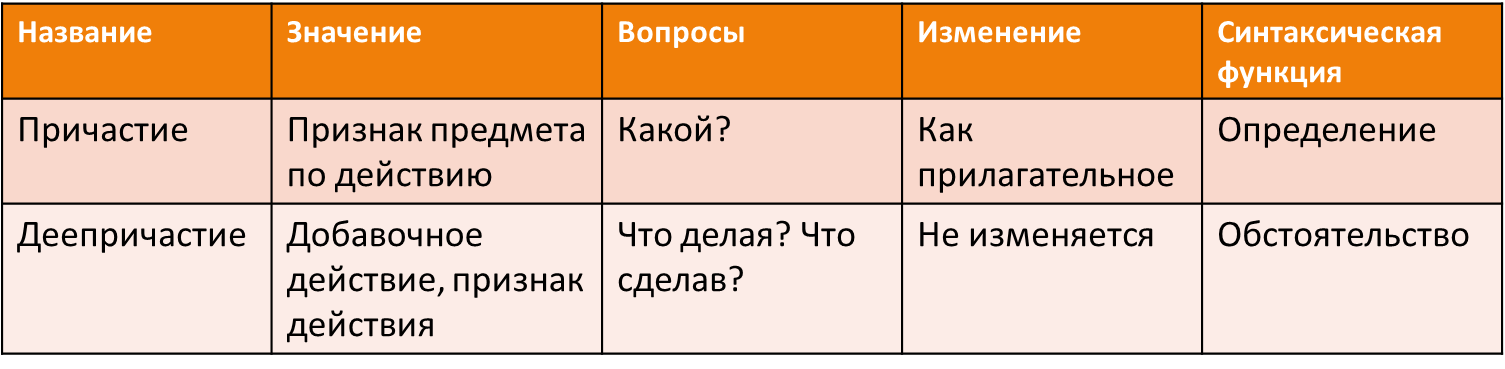 Название
Значение
Вопросы
Изменение
Синтаксическая
функция
Причастие
Признак предмета
по действию
Какой?
Как
прилагательное
Определение
Деепричастие
Добавочное
действие, признак
действия
Что делая? Что
сделав?
Не изменяется
Обстоятельство